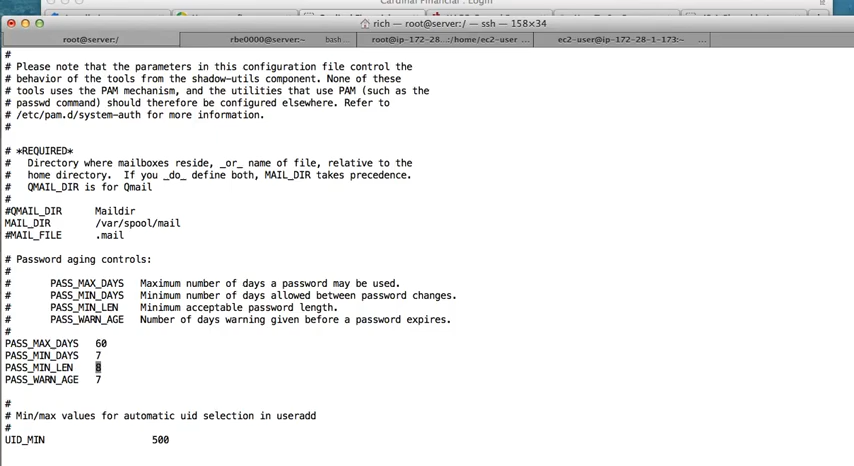 Cardinal Financial : Login
rich — root@server:/ — ssh — 158×34
root@server:/
rbe0000@server:~ bash ...
root@ip-172-28...:/home/ec2-user ...
ec2-user@ip-172-28-1-173:~ ...
#
# Please note that the parameters in this configuration file control the
# behavior of the tools from the shadow-utils component. None of these
# tools uses the PAM mechanism, and the utilities that use PAM (such as the
# passwd command) should therefore be configured elsewhere. Refer to
# /etc/pam.d/system-auth for more information.
#
# *REQUIRED*
#   Directory where mailboxes reside, _or_ name of file, relative to the
#   home directory.  If you _do_ define both, MAIL_DIR takes precedence.
#   QMAIL_DIR is for Qmail
#
#QMAIL_DIR      Maildir
MAIL_DIR        /var/spool/mail
#MAIL_FILE      .mail
# Password aging controls:
#
#       PASS_MAX_DAYS   Maximum number of days a password may be used.
#       PASS_MIN_DAYS   Minimum number of days allowed between password changes.
#       PASS_MIN_LEN    Minimum acceptable password length.
#       PASS_WARN_AGE   Number of days warning given before a password expires.
#
PASS_MAX_DAYS   60
PASS_MIN_DAYS   7
PASS_MIN_LEN    8
PASS_WARN_AGE   7
#
# Min/max values for automatic uid selection in useradd
#
UID_MIN                   500